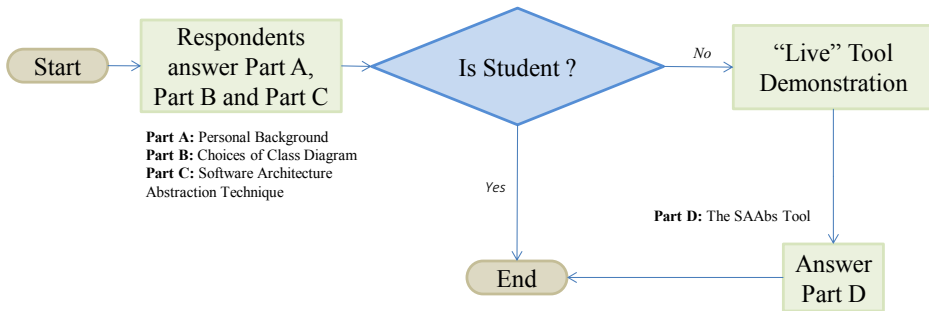 Start
Respondents
answer Part A,
Part B and Part C
Is Student ?
No
“Live” Tool
Demonstration
Part A: Personal Background
Part B: Choices of Class Diagram
Part C: Software Architecture
Abstraction Technique
Yes
Part D: The SAAbs Tool
End
Answer
Part D